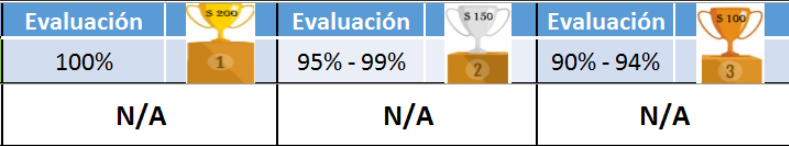 Evaluación $ 200 Evaluación $ 150 Evaluación $ 100
100% 1 95% - 99% 2 90% - 94% 3
N/A N/A N/A